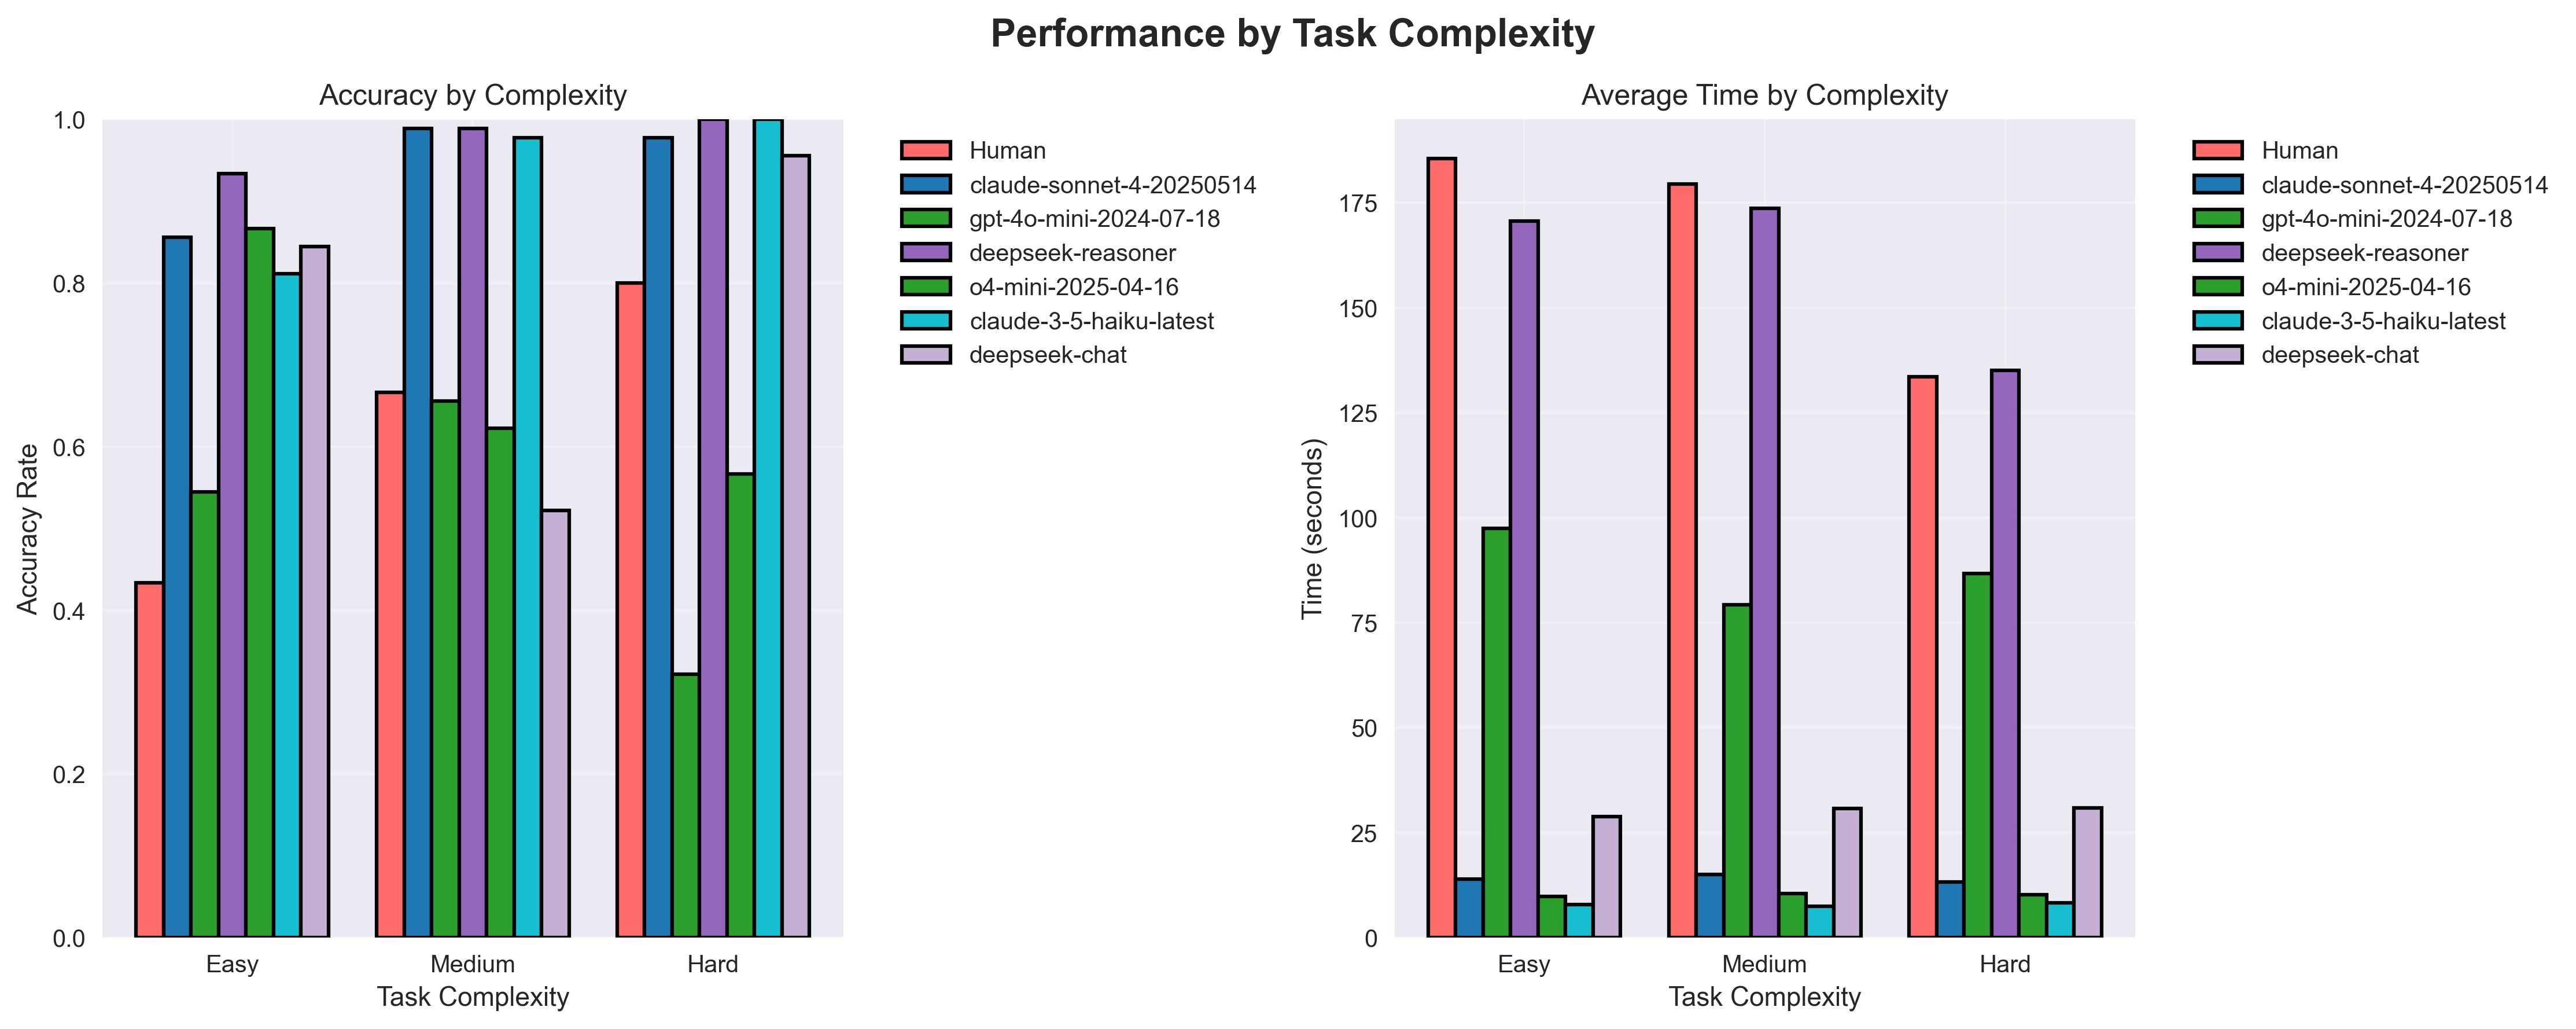 Performance by Task Complexity
Accuracy by Complexity
Accuracy Rate
1.0
0.8
0.6
0.4
0.2
0.0
Easy
Medium
Hard
Task Complexity
Human
claude-sonnet-4-20250514
gpt-4o-mini-2024-07-18
deepseek-reasoner
o4-mini-2025-04-16
claude-3-5-haiku-latest
deepseek-chat
Average Time by Complexity
Time (seconds)
175
150
125
100
75
50
25
0
Easy
Medium
Hard
Task Complexity
Human
claude-sonnet-4-20250514
gpt-4o-mini-2024-07-18
deepseek-reasoner
o4-mini-2025-04-16
claude-3-5-haiku-latest
deepseek-chat